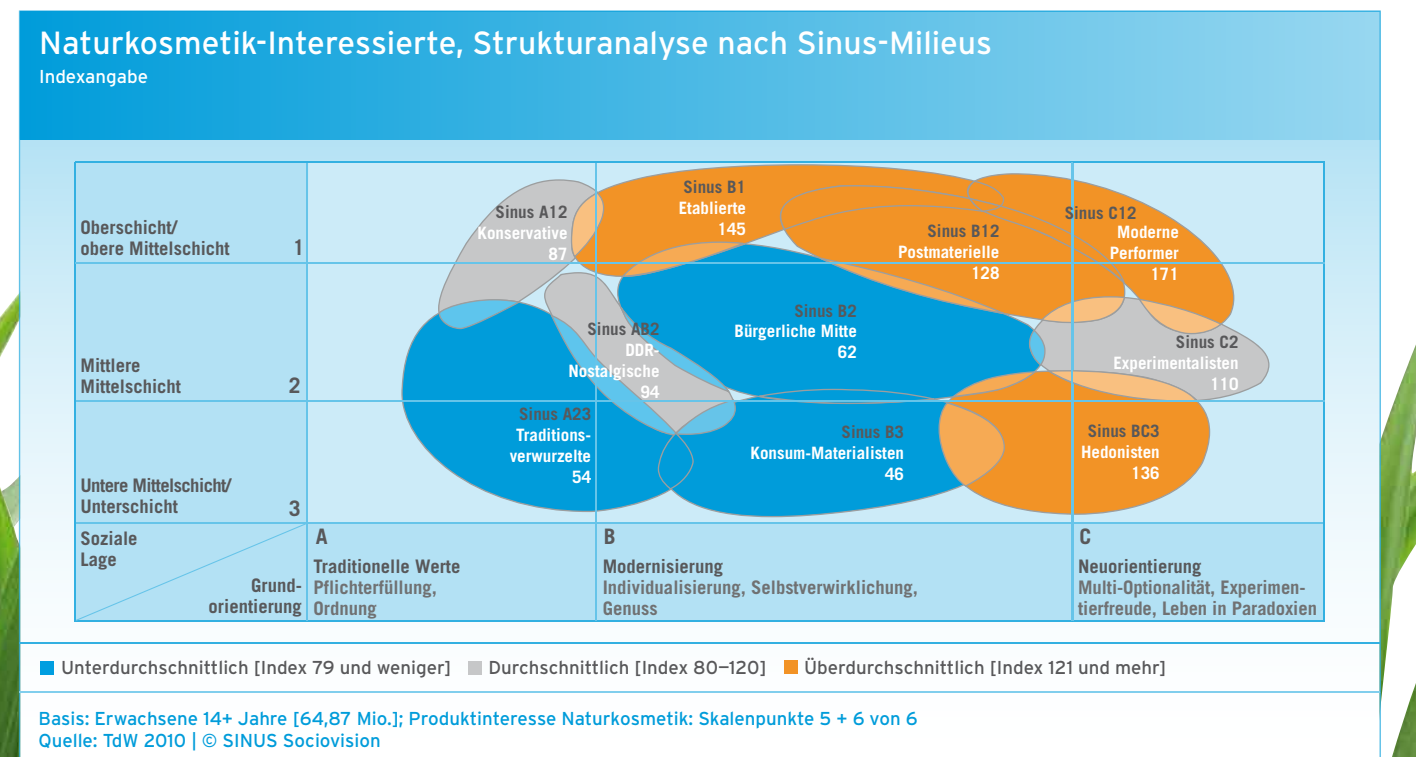 Naturkosmetik-Interessierte, Strukturanalyse nach Sinus-Milieus
Indexangabe
Oberschicht/
obere Mittelschicht 1
Sinus A12
Konservative
87
Sinus B1
Etablierte
145
Sinus B12
Postmaterielle
128
Sinus C12
Moderne
Performer
171
Mittlere
Mittelschicht 2
Sinus AB2
DDR-
Nostalgische
94
Sinus B2
Bürgerliche Mitte
62
Sinus C2
Experimentalisten
110
Untere Mittelschicht/
Unterschicht 3
Sinus A23
Traditions-
verwurzelte
54
Sinus B3
Konsum-Materialisten
46
Sinus BC3
Hedonisten
136
Soziale
Lage
Grund-
orientierung
A
Traditionelle Werte
Pflichterfüllung,
Ordnung
B
Modernisierung
Individualisierung, Selbstverwirklichung,
Genuss
C
Neuorientierung
Multi-Optionalität, Experimen-
tierfreude, Leben in Paradoxien
Unterdurchschnittlich [Index 79 und weniger] Durchschnittlich [Index 80–120] Überdurchschnittlich [Index 121 und mehr]
Basis: Erwachsene 14+ Jahre [64,87 Mio.]; Produktinteresse Naturkosmetik: Skalenpunkte 5 + 6 von 6
Quelle: TdW 2010 | © SINUS Sociovision